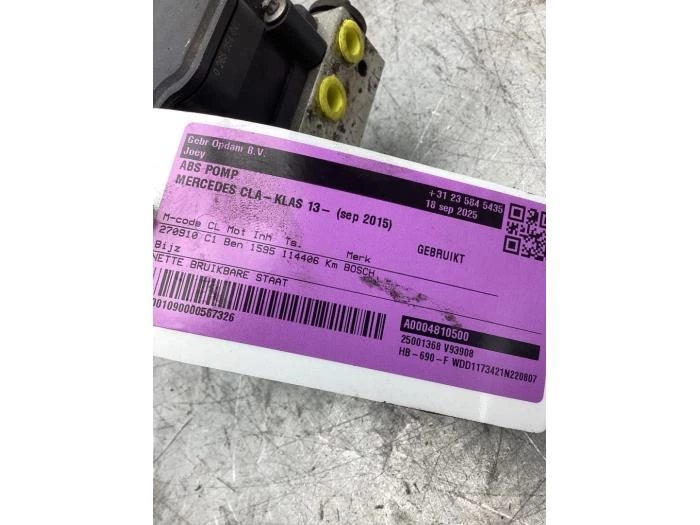 Gebr Opdam B.V.
Joey
+31 23 584 5435
18 sep 2025
ABS POMP
MERCEDES CLA-KLAS 13- (sep 2015)
GEBRUIKT
M-code CL Mot InH Ts. Merk
270910 C1 Ben 1595 114406 Km BOSCH
Bijz
NETTE BRUIKBARE STAAT
001090000567326
A0004810500
25001368 V93908
HB-690-F WDD1173421N220807